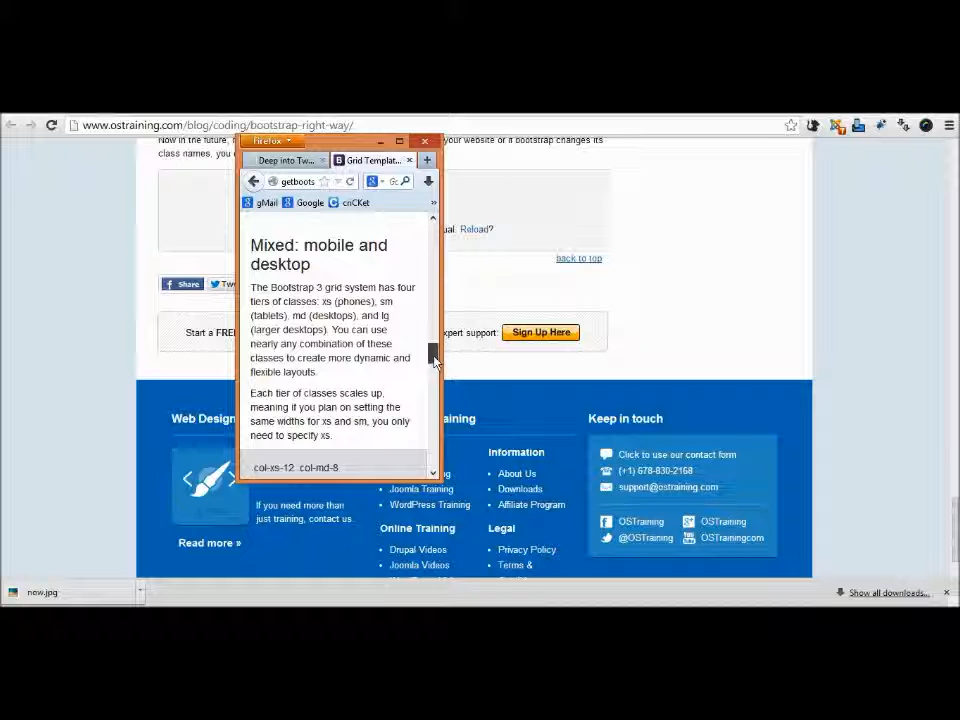 www.ostraining.com/blog/coding/bootstrap-right-way/
Now in the future, your website or if bootstrap changes its
class names, you
Firefox
Deep into Tw...
Grid Templat...
getboots
gMail Google criCKet »
Mixed: mobile and
desktop
The Bootstrap 3 grid system has four
tiers of classes: xs (phones), sm
(tablets), md (desktops), and lg
(larger desktops). You can use
nearly any combination of these
classes to create more dynamic and
flexible layouts.
Each tier of classes scales up,
meaning if you plan on setting the
same widths for xs and sm, you only
need to specify xs.
.col-xs-12 .col-md-8
ual. Reload?
back to top
Share Tw
Start a FREE
xpert support: Sign Up Here
Web Design
Read more »
If you need more than
just training, contact us.
aining
ng
Joomla Training
WordPress Training
Online Training
Drupal Videos
Joomla Videos
Information
About Us
Downloads
Affiliate Program
Legal
Privacy Policy
Terms &
Keep in touch
Click to use our contact form
(+1) 678-830-2168
support@ostraining.com
OSTraining OSTraining
@OSTraining OSTrainingcom
now.jpg
Show all downloads...